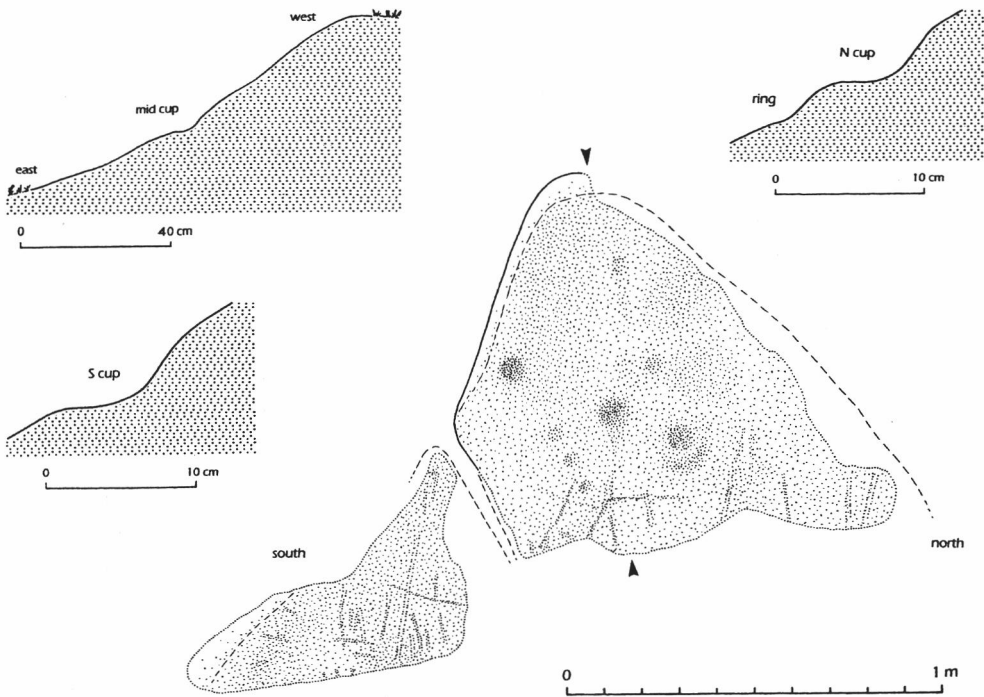 west
mid cup
east
0 40 cm
N cup
ring
0 10 cm
S cup
0 10 cm
south
north
0 1 m